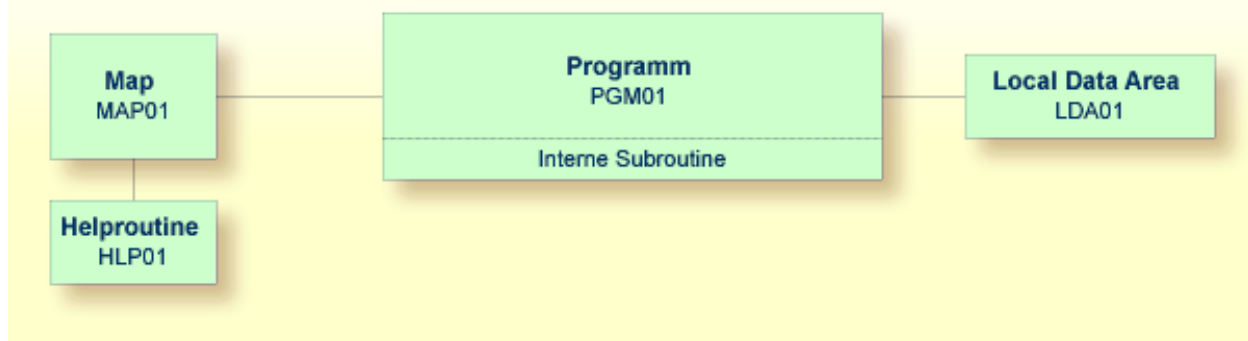 Map
MAP01
Programm
PGM01
Interne Subroutine
Local Data Area
LDA01
Helproutine
HLP01